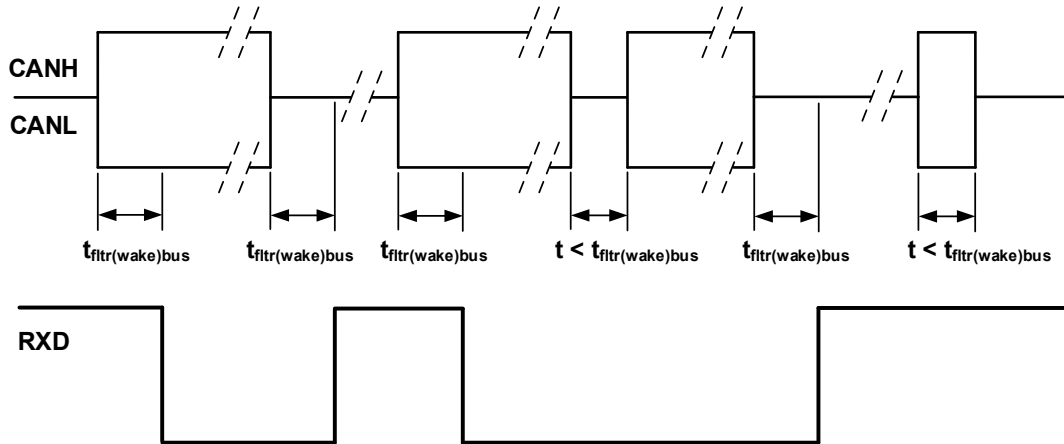 CANH
CANL
tfltr(wake)bus
tfltr(wake)bus
tfltr(wake)bus
t < tfltr(wake)bus
tfltr(wake)bus
t < tfltr(wake)bus
RXD